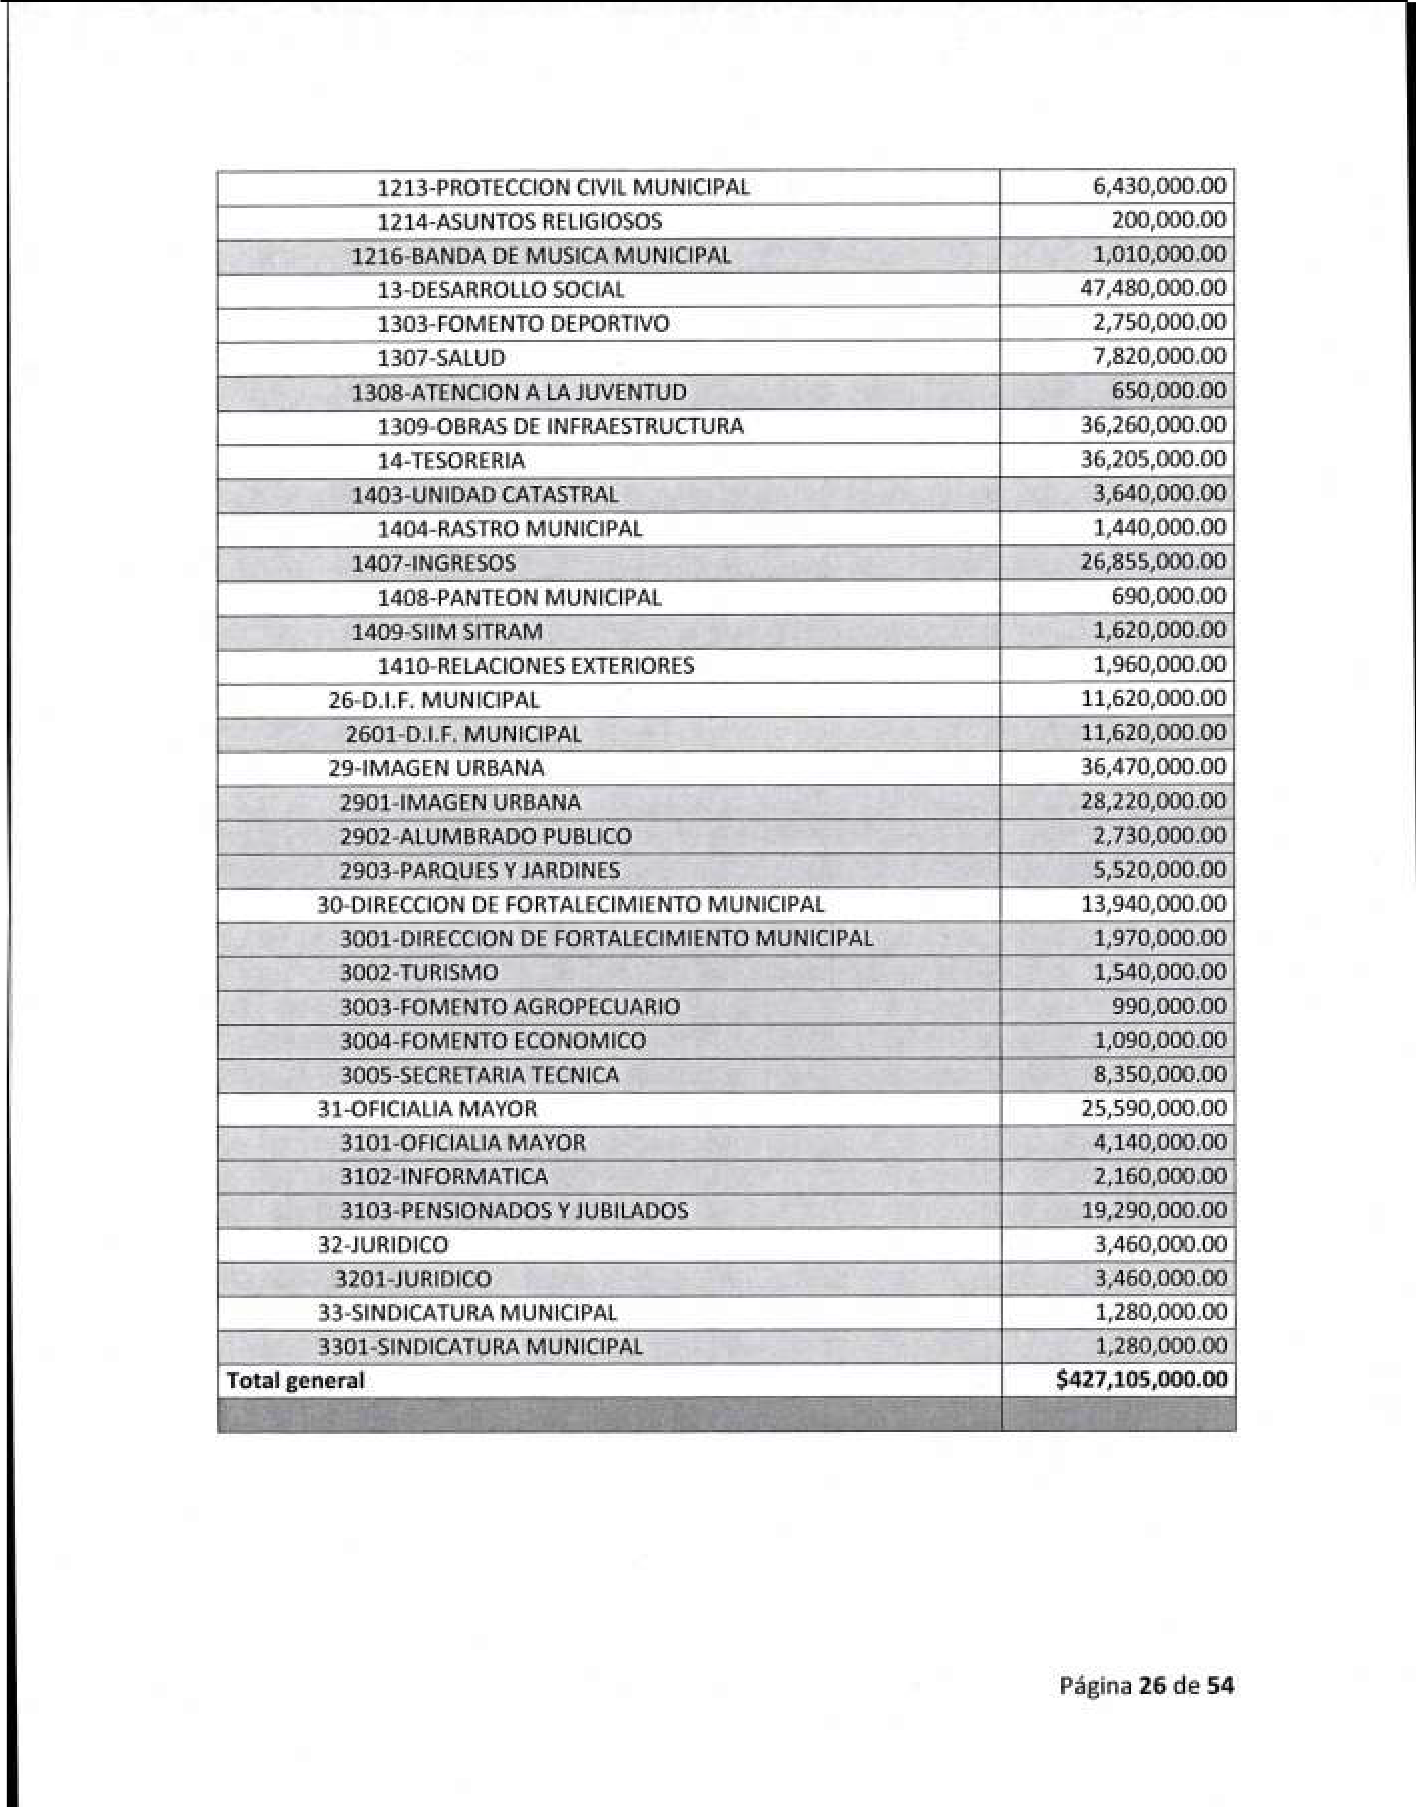 1213-PROTECCION CIVIL MUNICIPAL 6,430,000.00
1214-ASUNTOS RELIGIOSOS 200,000.00
1216-BANDA DE MUSICA MUNICIPAL 1,010,000.00
13-DESARROLLO SOCIAL 47,480,000.00
1303-FOMENTO DEPORTIVO 2,750,000.00
1307-SALUD 7,820,000.00
1308-ATENCION A LA JUVENTUD 650,000.00
1309-OBRAS DE INFRAESTRUCTURA 36,260,000.00
14-TESORERIA 36,205,000.00
1403-UNIDAD CATASTRAL 3,640,000.00
1404-RASTRO MUNICIPAL 1,440,000.00
1407-INGRESOS 26,855,000.00
1408-PANTEON MUNICIPAL 690,000.00
1409-SIIM SITRAM 1,620,000.00
1410-RELACIONES EXTERIORES 1,960,000.00
26-D.I.F. MUNICIPAL 11,620,000.00
2601-D.I.F. MUNICIPAL 11,620,000.00
29-IMAGEN URBANA 36,470,000.00
2901-IMAGEN URBANA 28,220,000.00
2902-ALUMBRADO PUBLICO 2,730,000.00
2903-PARQUES Y JARDINES 5,520,000.00
30-DIRECCION DE FORTALECIMIENTO MUNICIPAL 13,940,000.00
3001-DIRECCION DE FORTALECIMIENTO MUNICIPAL 1,970,000.00
3002-TURISMO 1,540,000.00
3003-FOMENTO AGROPECUARIO 990,000.00
3004-FOMENTO ECONOMICO 1,090,000.00
3005-SECRETARIA TECNICA 8,350,000.00
31-OFICIALIA MAYOR 25,590,000.00
3101-OFICIALIA MAYOR 4,140,000.00
3102-INFORMATICA 2,160,000.00
3103-PENSIONADOS Y JUBILADOS 19,290,000.00
32-JURIDICO 3,460,000.00
3201-JURIDICO 3,460,000.00
33-SINDICATURA MUNICIPAL 1,280,000.00
3301-SINDICATURA MUNICIPAL 1,280,000.00
Total general $427,105,000.00
Página 26 de 54